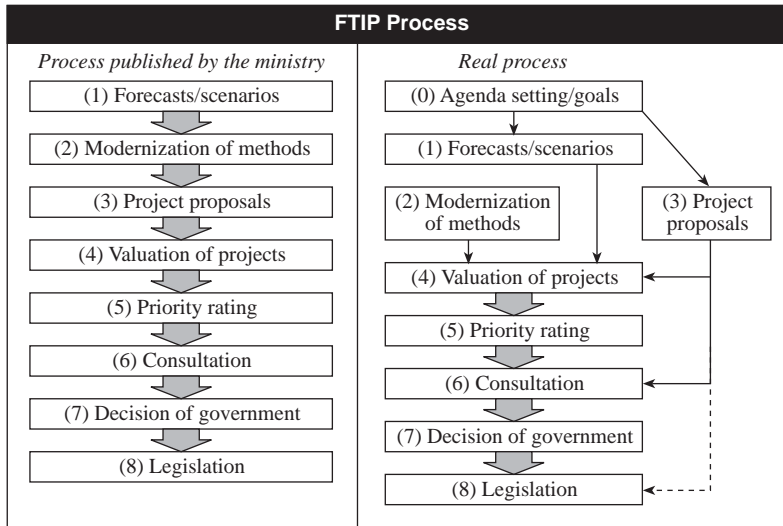 FTIP Process
Process published by the ministry
(1) Forecasts/scenarios
(2) Modernization of methods
(3) Project proposals
(4) Valuation of projects
(5) Priority rating
(6) Consultation
(7) Decision of government
(8) Legislation
Real process
(0) Agenda setting/goals
(1) Forecasts/scenarios
(2) Modernization
of methods
(3) Project
proposals
(4) Valuation of projects
(5) Priority rating
(6) Consultation
(7) Decision of government
(8) Legislation